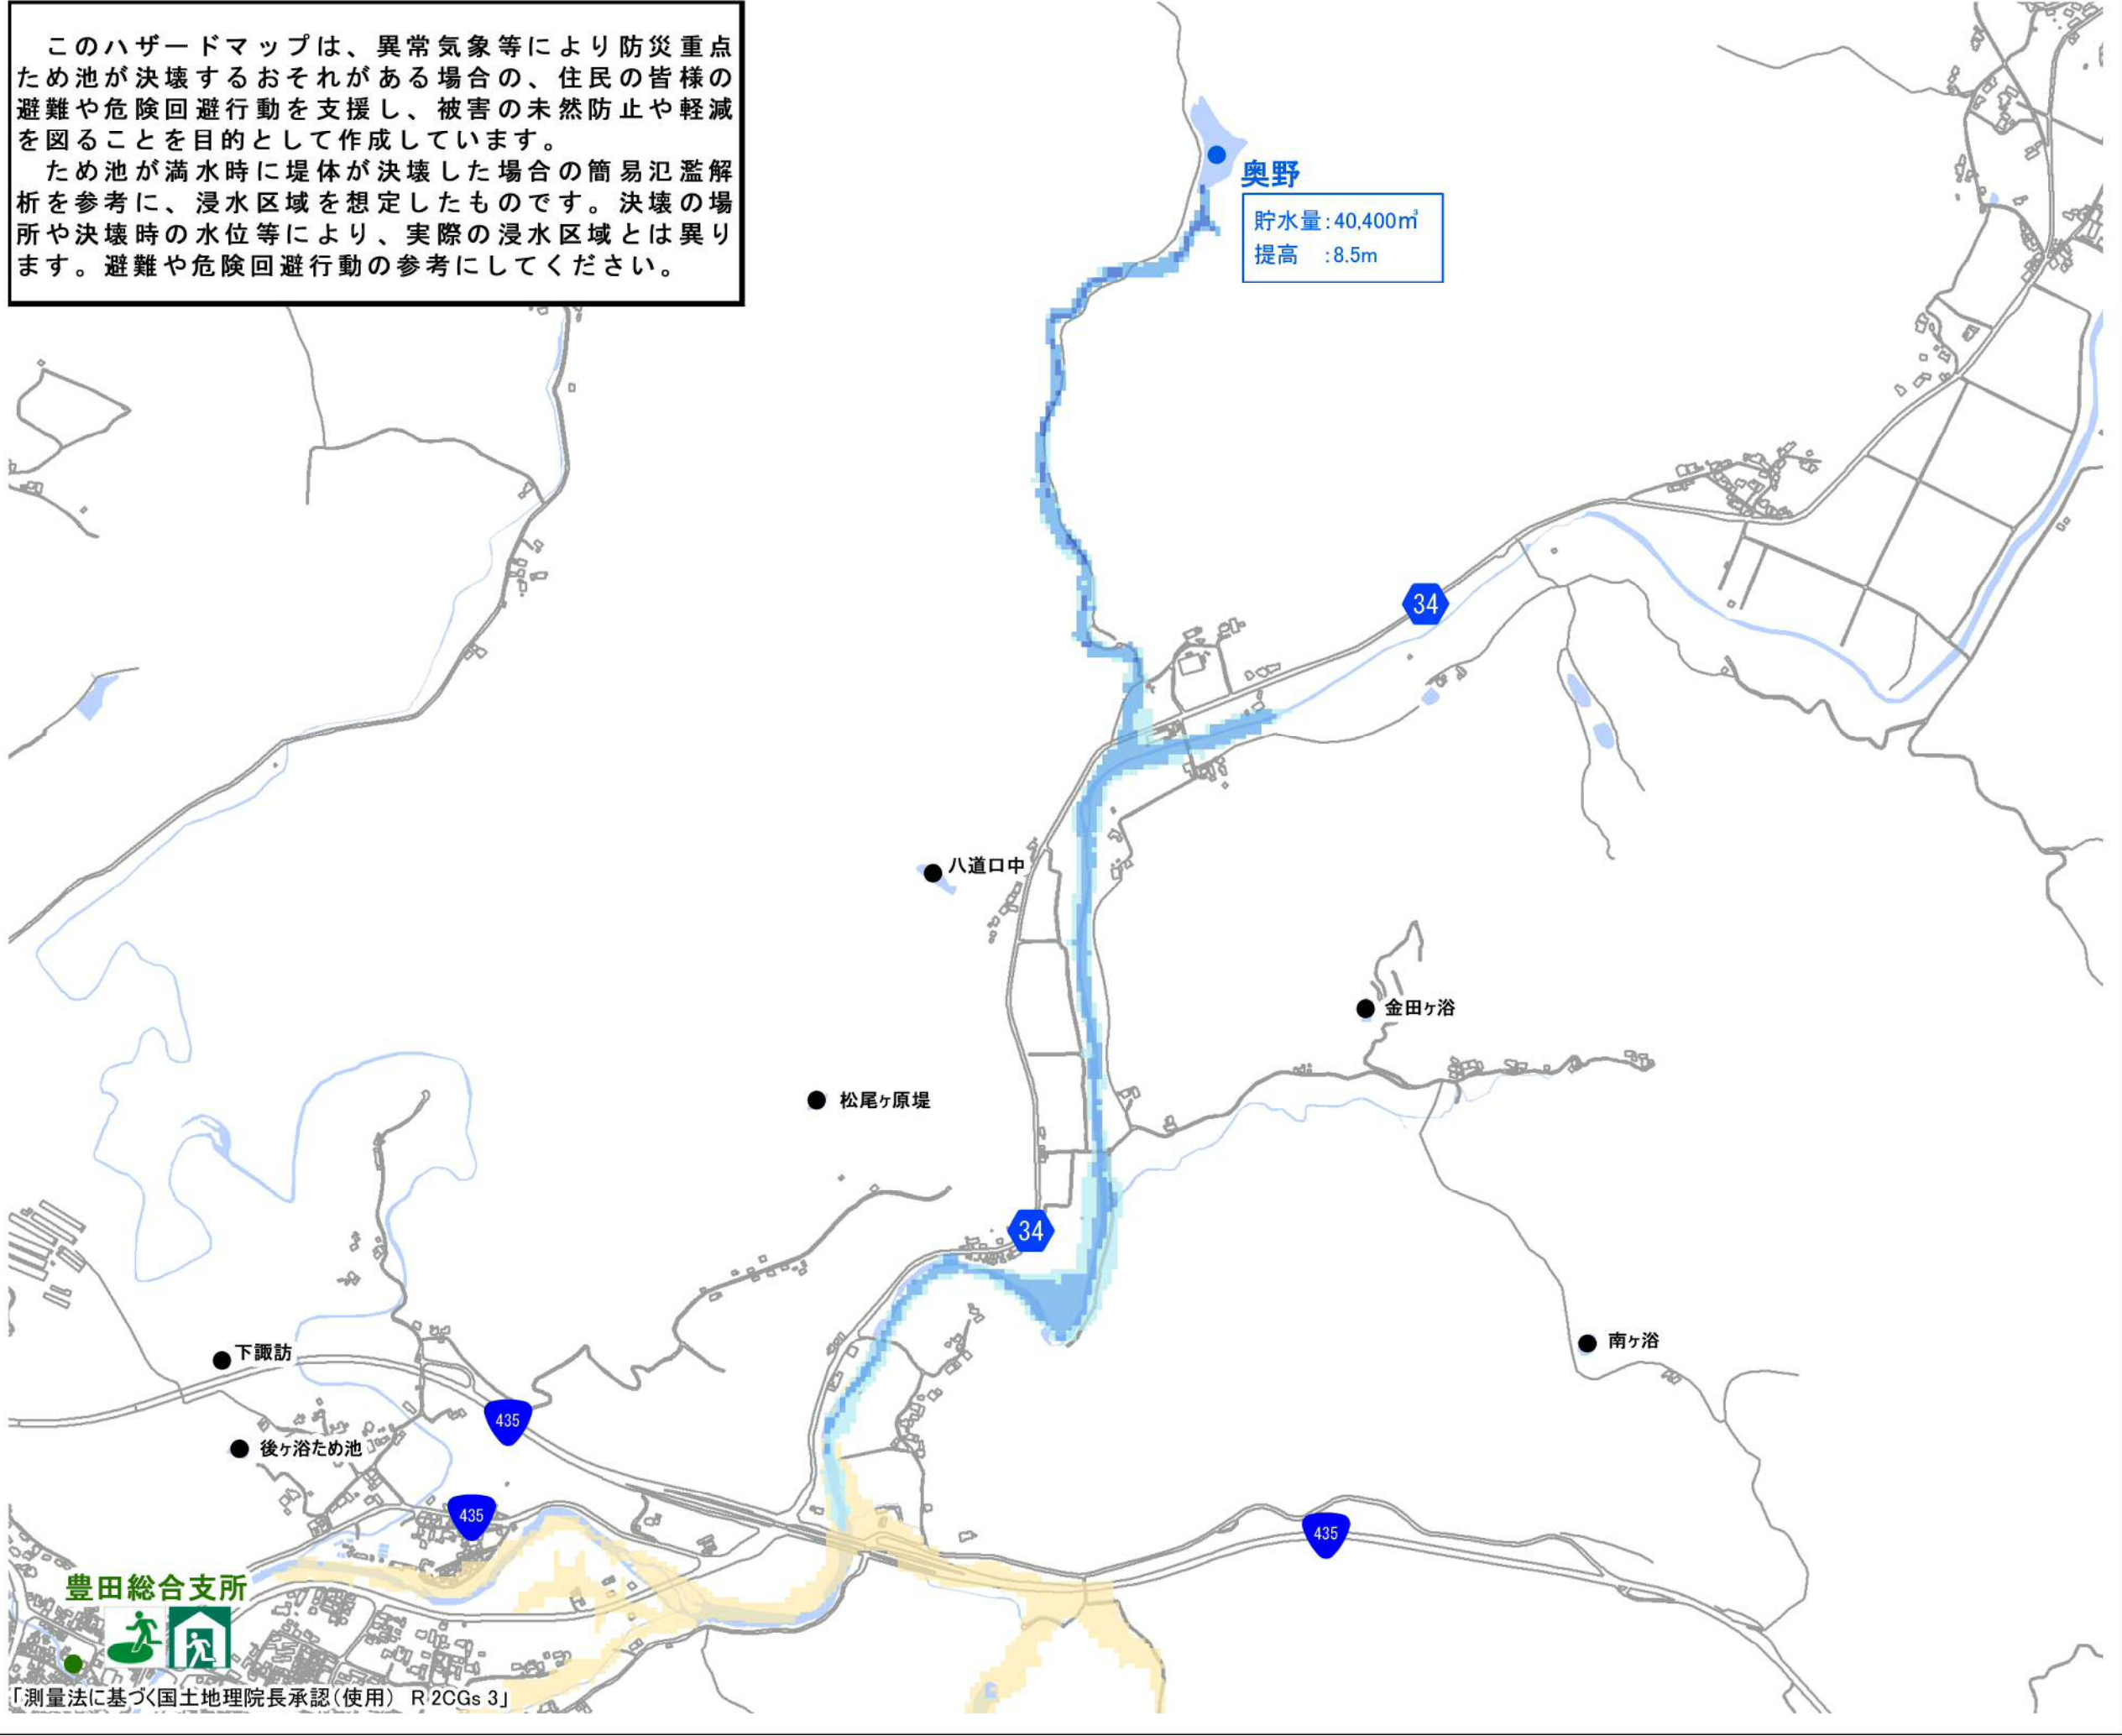 このハザードマップは、異常気象等により防災重点
ため池が決壊するおそれがある場合の、住民の皆様の
避難や危険回避行動を支援し、被害の未然防止や軽減
を図ることを目的として作成しています。
ため池が満水時に堤体が決壊した場合の簡易氾濫解
析を参考に、浸水区域を想定したものです。決壊の場
所や決壊時の水位等により、実際の浸水区域とは異り
ます。避難や危険回避行動の参考にしてください。
奥野
貯水量:40,400㎥
提高 :8.5m
34
八道口中
金田ヶ浴
松尾ヶ原堤
34
下諏訪
南ヶ浴
435
後ヶ浴ため池
435
435
豊田総合支所
「測量法に基づく国土地理院長承認(使用) R 2CGs 3」